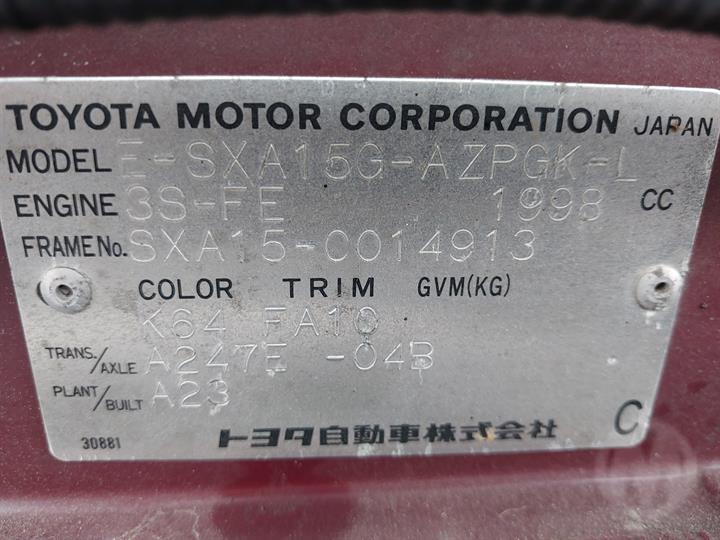 TOYOTA MOTOR CORPORATION JAPAN
MODEL E-SXA15G-AZPGK-L
ENGINE 3S-FE 1998 CC
FRAME No. SXA15-0014913
COLOR TRIM GVM(KG)
K64 FA10
TRANS./AXLE A247E -04B
PLANT/BUILT A23
30881 トヨタ自動車株式会社 C